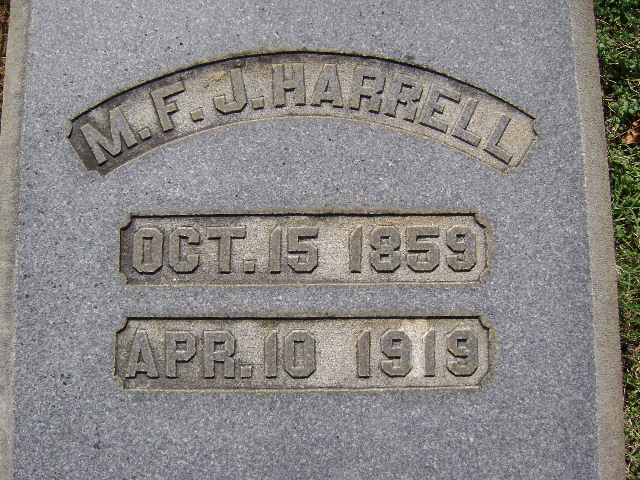 M.F.J. HARRELL
OCT. 15 1859
APR. 10 1919